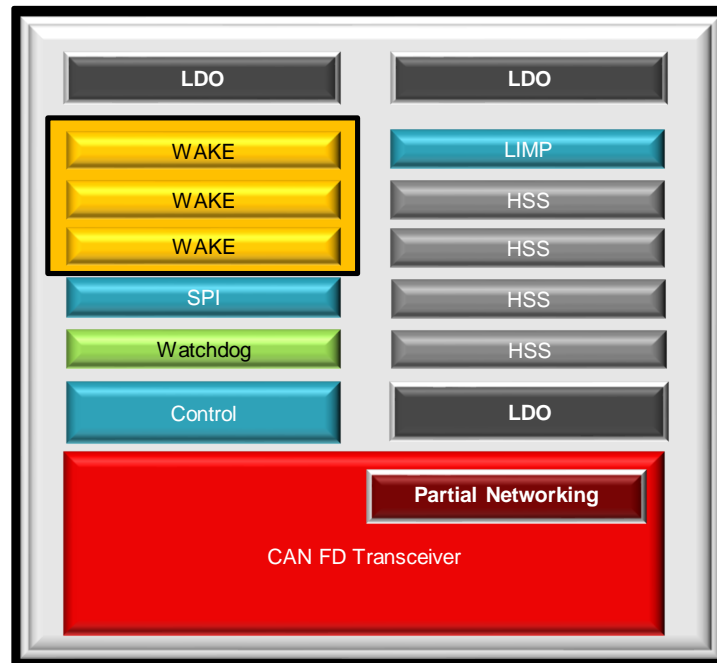 LDO
LDO
WAKE
LIMP
WAKE
HSS
WAKE
HSS
SPI
HSS
Watchdog
HSS
Control
LDO
Partial Networking
CAN FD Transceiver